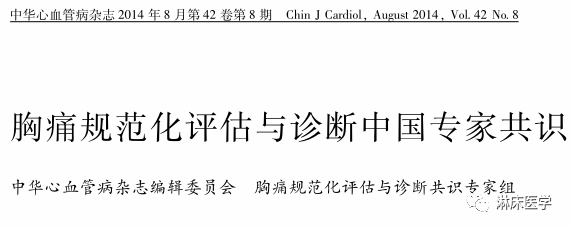 中华心血管病杂志 2014 年 8 月第 42 卷第 8 期 Chin J Cardiol, August 2014, Vol. 42 No. 8
胸痛规范化评估与诊断中国专家共识
中华心血管病杂志编辑委员会 胸痛规范化评估与诊断共识专家组
淋床医学